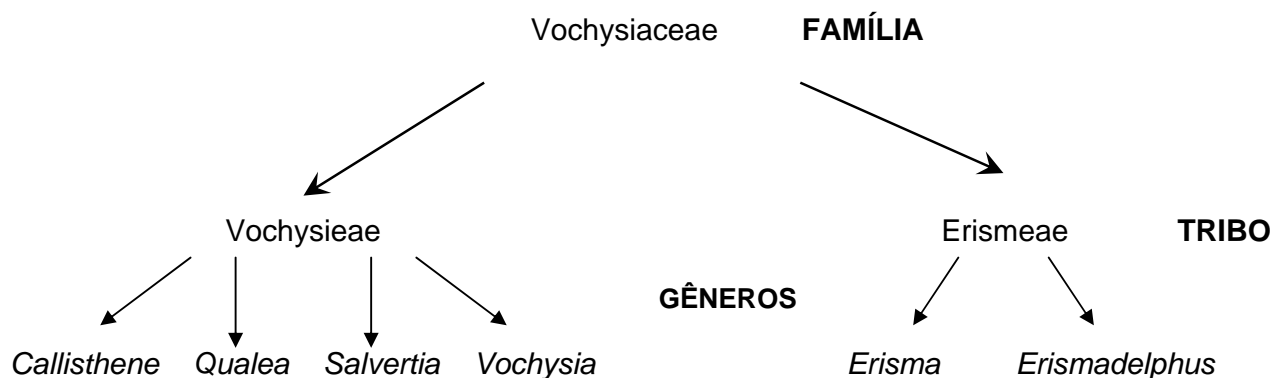 Vochysiaceae FAMÍLIA
Vochysieae Erismeae TRIBO
GÊNEROS
Callisthene Qualea Salvertia Vochysia Erisma Erismadelphus